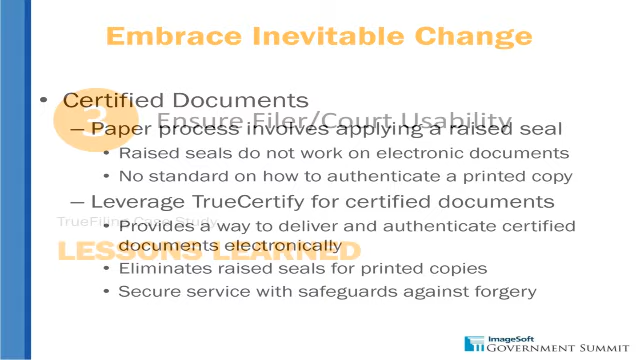 Embrace Inevitable Change
• Certified Documents
3
Ensure Filer/Court Usability
– Paper process involves applying a raised seal
• Raised seals do not work on electronic documents
• No standard on how to authenticate a printed copy
– Leverage TrueCertify for certified documents
TrueFiling Case Study
• Provides a way to deliver and authenticate certified
documents electronically
LESSONS LEARNED
• Eliminates raised seals for printed copies
• Secure service with safeguards against forgery
ImageSoft
GOVERNMENT SUMMIT